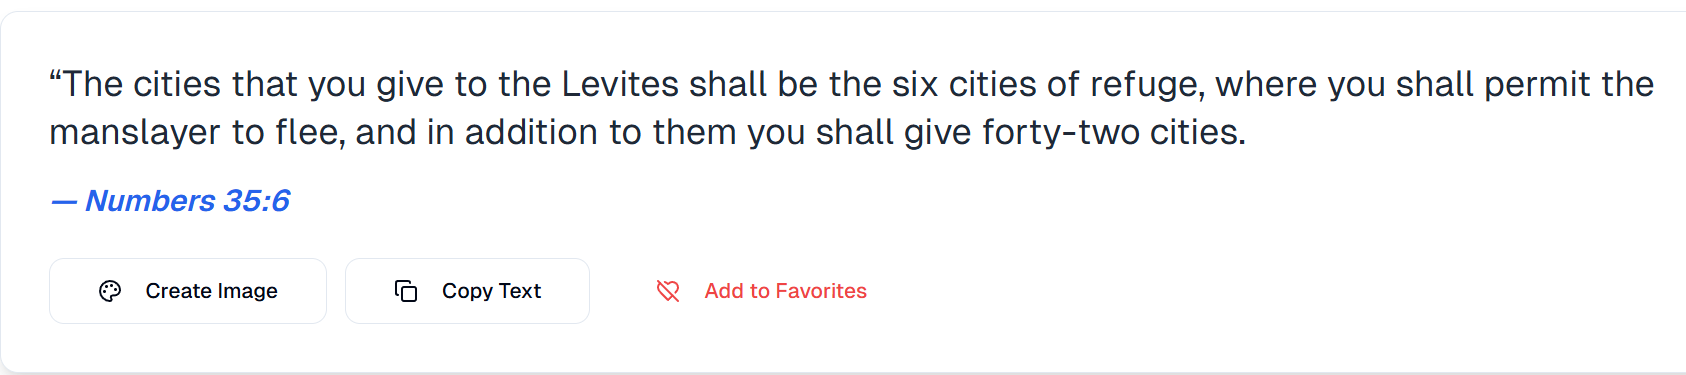 “The cities that you give to the Levites shall be the six cities of refuge, where you shall permit the
manslayer to flee, and in addition to them you shall give forty-two cities.
— Numbers 35:6
Create Image
Copy Text
Add to Favorites